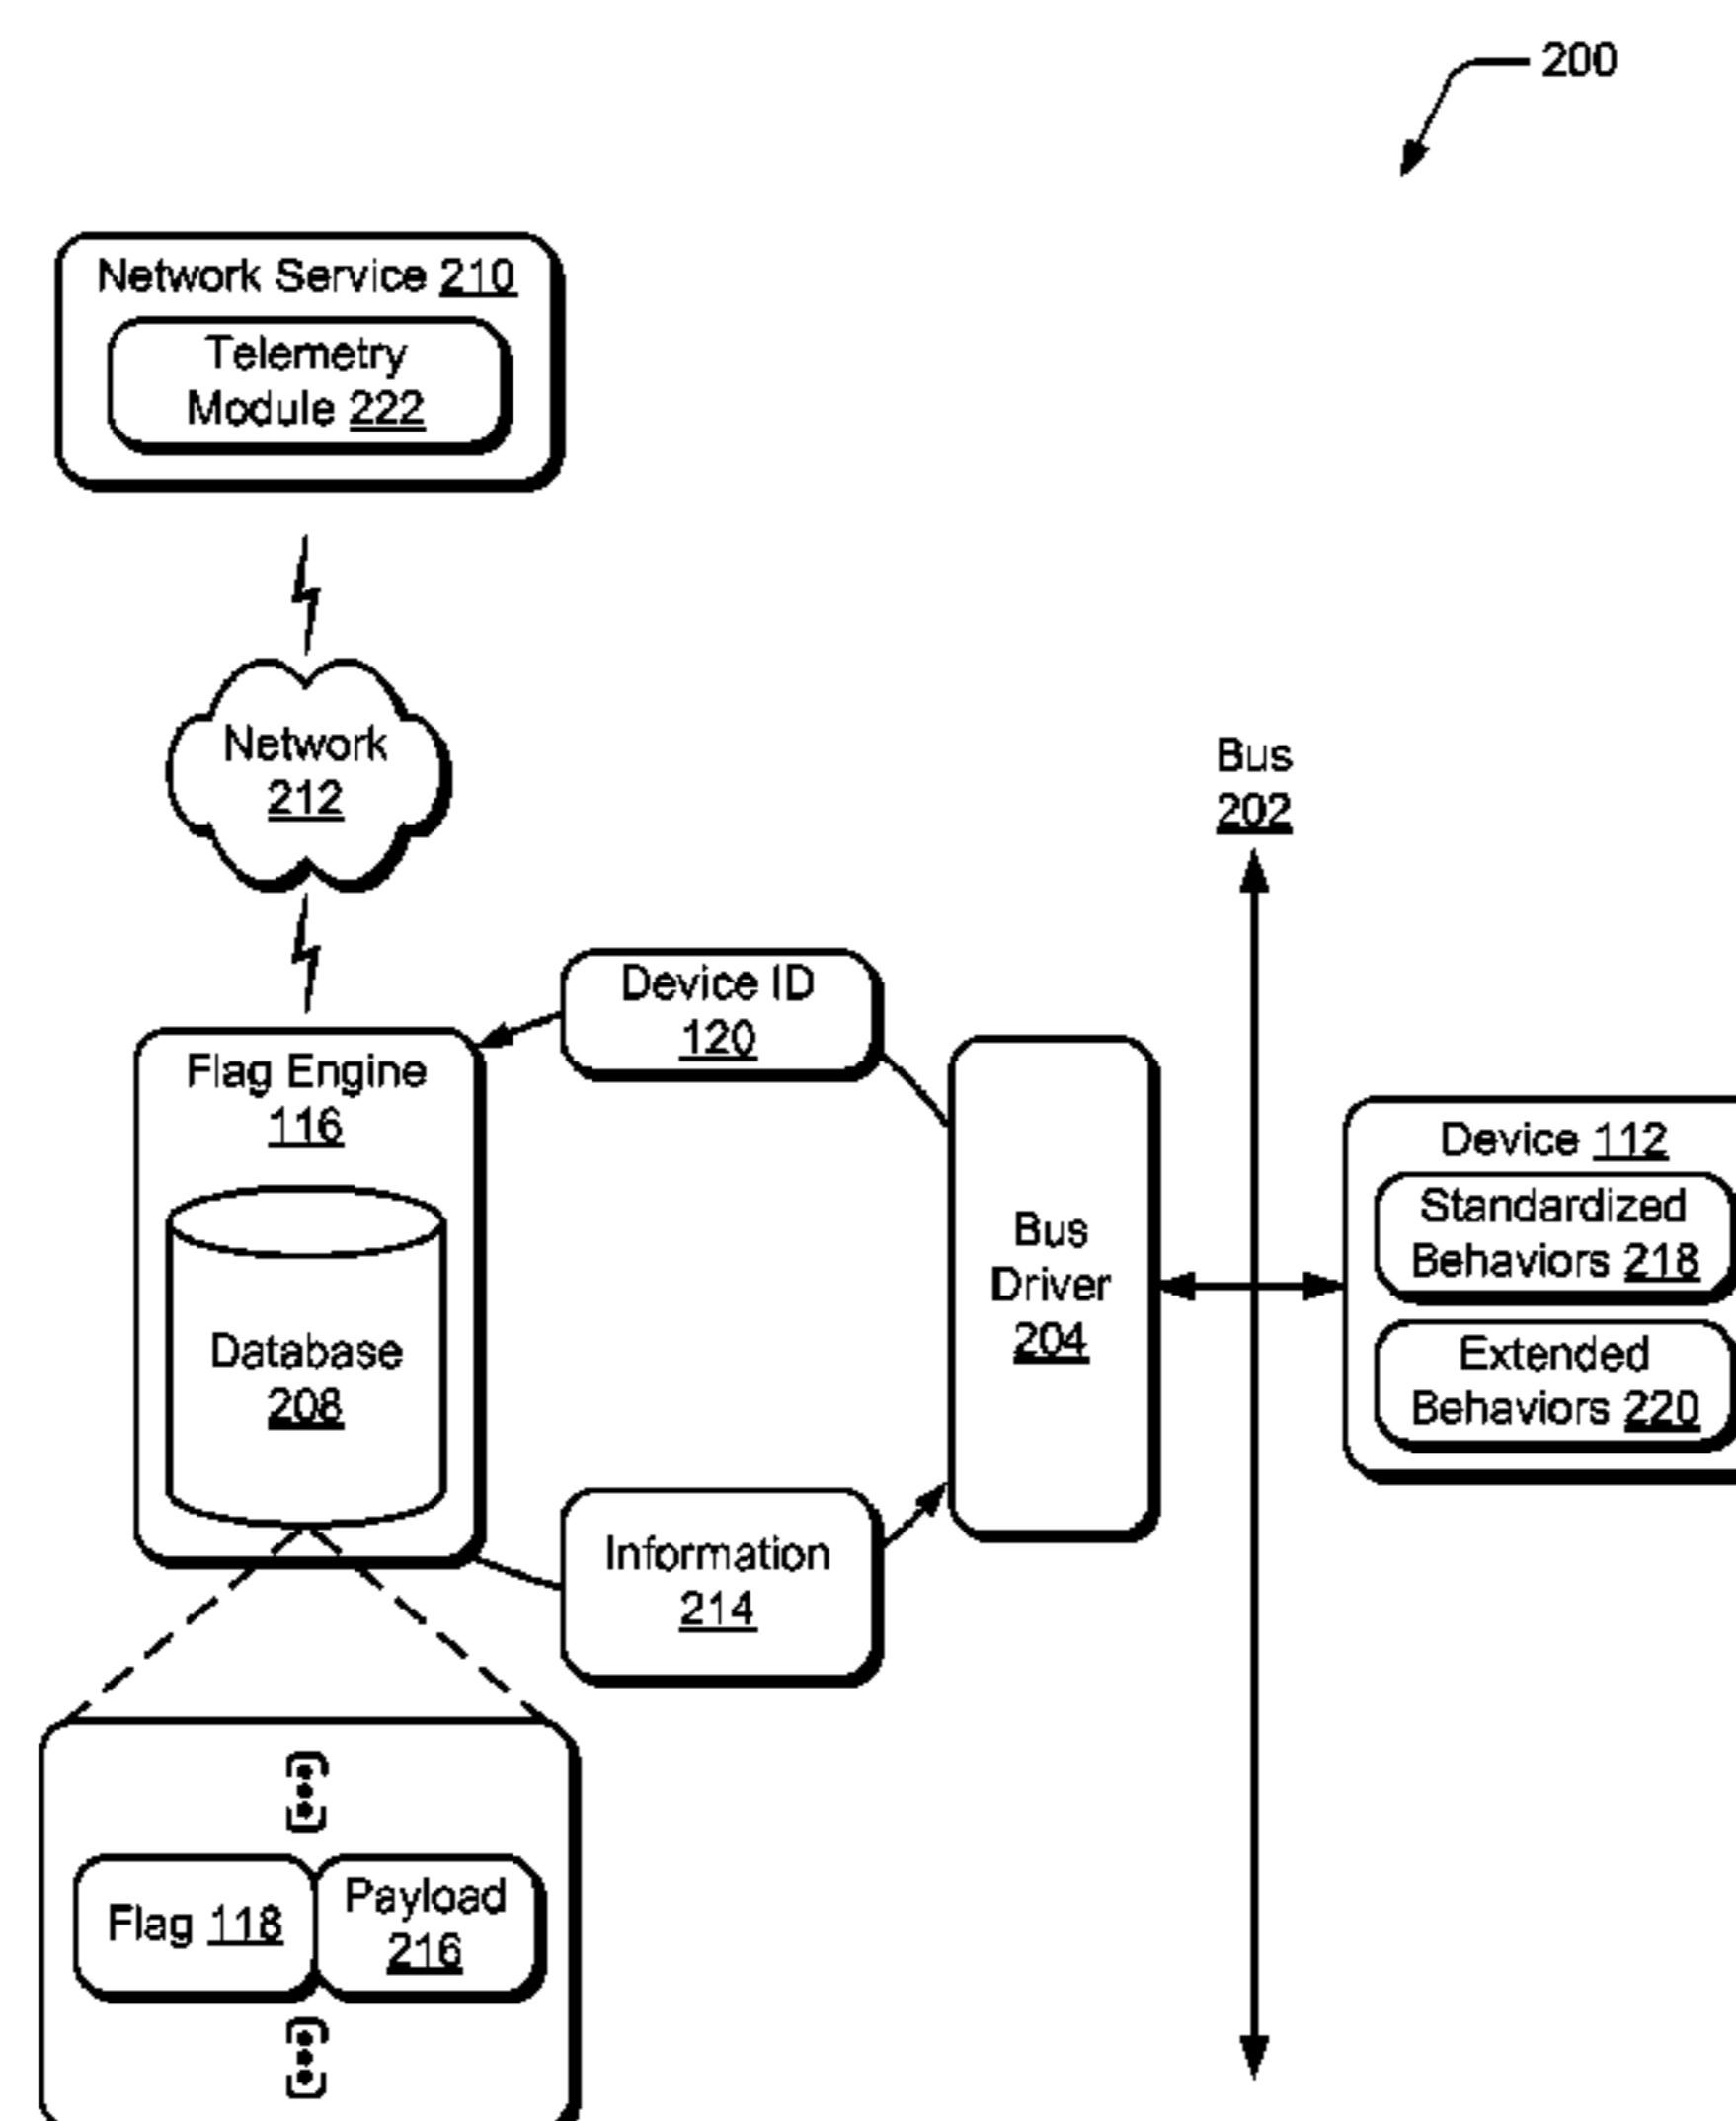 200
Network Service 210
Telemetry
Module 222
Network
212
Bus
202
Device ID
120
Flag Engine
116
Device 112
Standardized
Behaviors 218
Bus
Driver
204
Extended
Behaviors 220
Database
208
Information
214
Flag 118
Payload
216